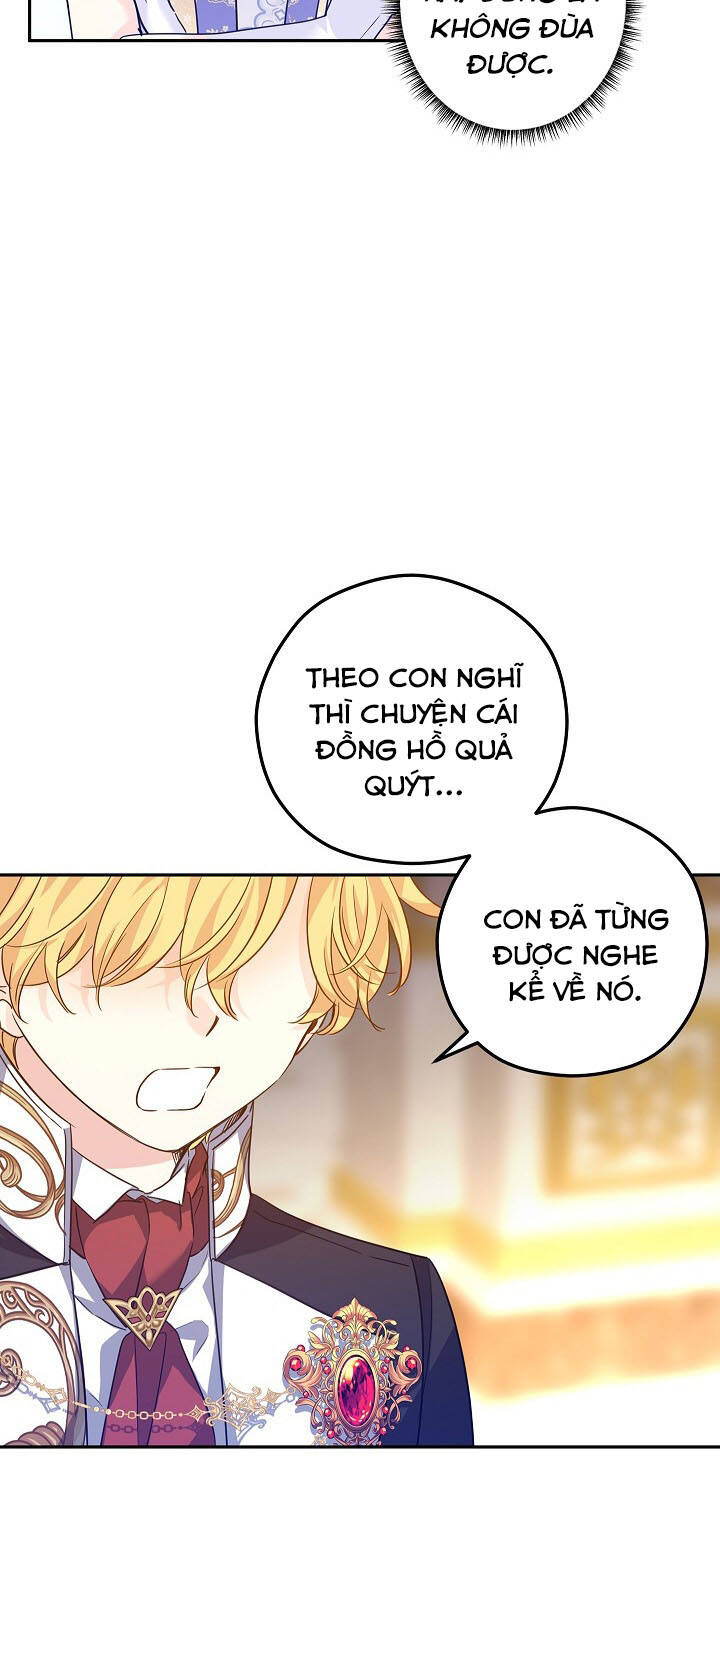 KHÔNG ĐÙA
ĐƯỢC.
THEO CON NGHĨ
THÌ CHUYỆN CÁI
ĐỒNG HỒ QUẢ
QUÝT...
CON ĐÃ TỪNG
ĐƯỢC NGHE
KỂ VỀ NÓ.